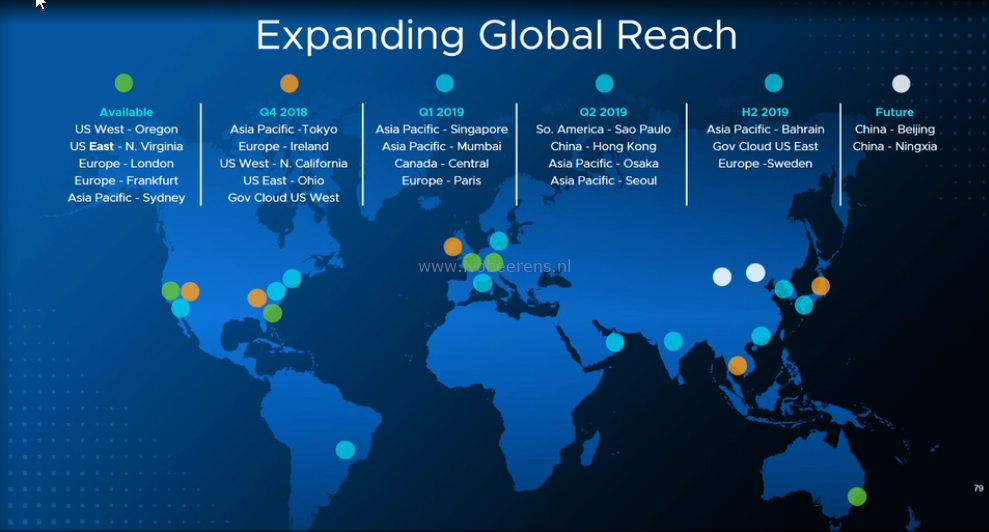 Expanding Global Reach
Available
US West - Oregon
US East - N. Virginia
Europe - London
Europe - Frankfurt
Asia Pacific - Sydney
Q4 2018
Asia Pacific -Tokyo
Europe - Ireland
US West - N. California
US East - Ohio
Gov Cloud US West
Q1 2019
Asia Pacific - Singapore
Asia Pacific - Mumbai
Canada - Central
Europe - Paris
Q2 2019
So. America - Sao Paulo
China - Hong Kong
Asia Pacific - Osaka
Asia Pacific - Seoul
H2 2019
Asia Pacific - Bahrain
Gov Cloud US East
Europe -Sweden
Future
China - Beijing
China - Ningxia
79